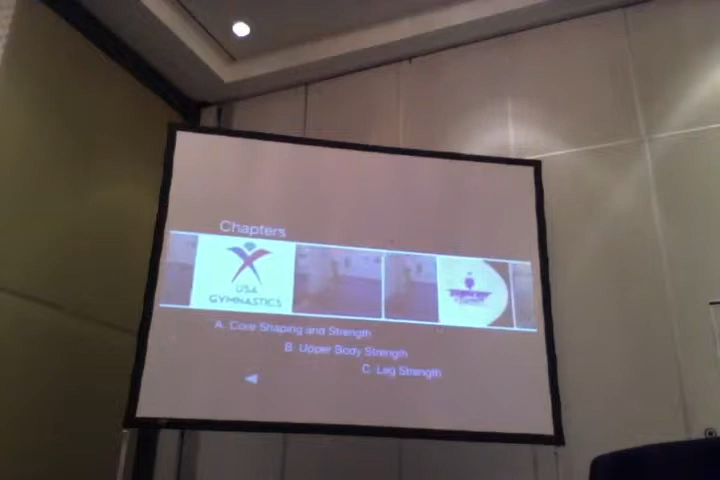 Chapters
USA
GYMNASTICS
A. Core Shaping and Strength
B. Upper Body Strength
C. Leg Strength